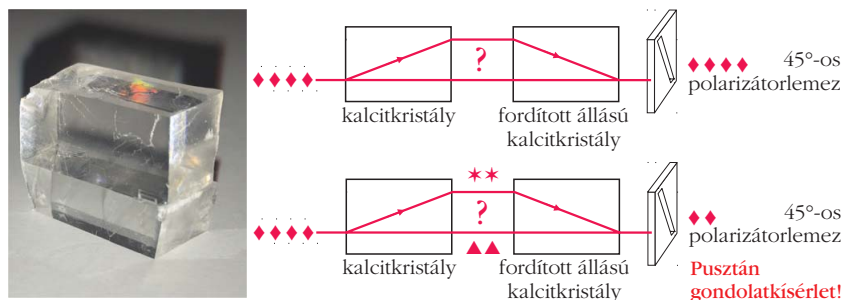 ?
45°-os
polarizátorlemez
kalcitkristály
fordított állású
kalcitkristály
?
45°-os
polarizátorlemez
kalcitkristály
fordított állású
kalcitkristály
Pusztán
gondolatkísérlet!